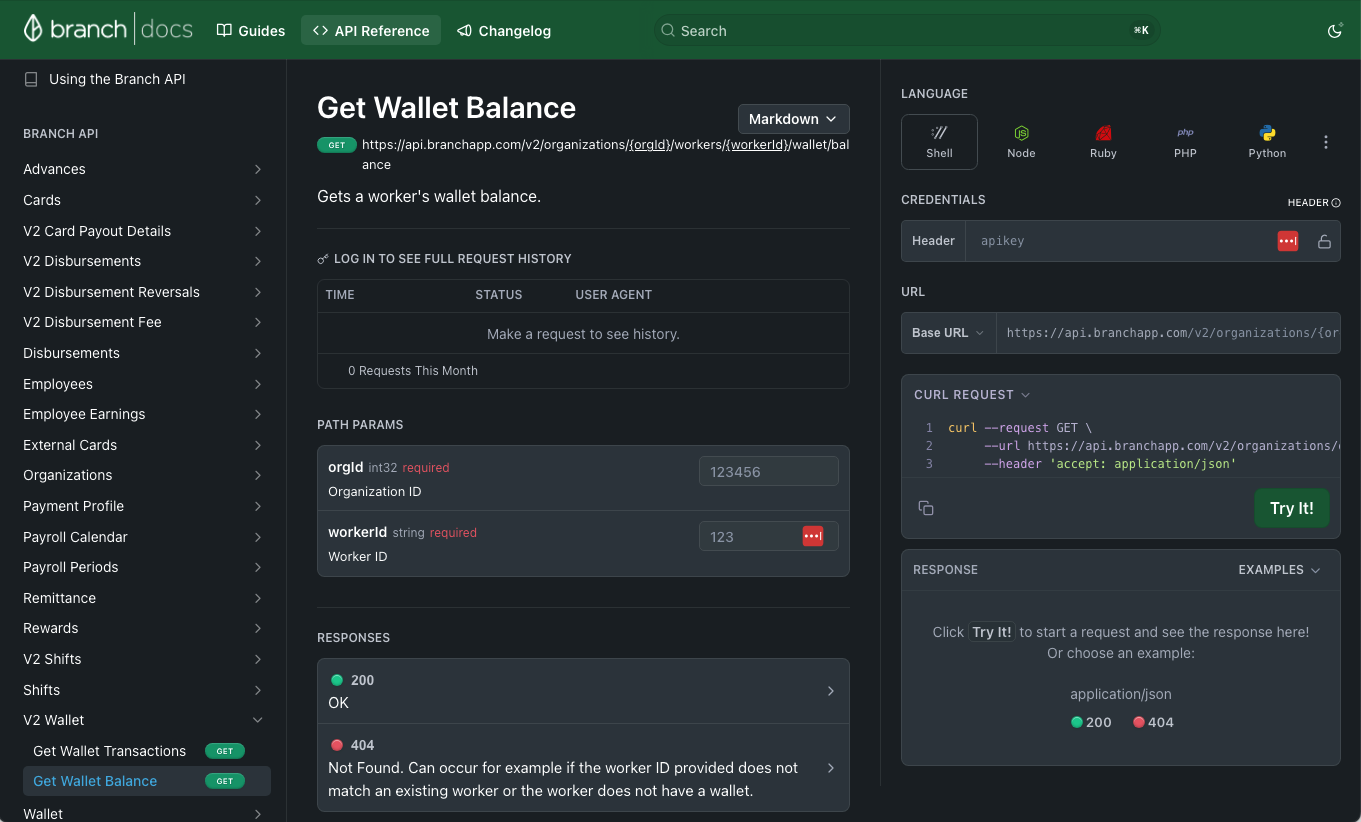 branch docs
Guides
API Reference
Changelog
Search
⌘K
Using the Branch API
BRANCH API
Advances
Cards
V2 Card Payout Details
V2 Disbursements
V2 Disbursement Reversals
V2 Disbursement Fee
Disbursements
Employees
Employee Earnings
External Cards
Organizations
Payment Profile
Payroll Calendar
Payroll Periods
Remittance
Rewards
V2 Shifts
Shifts
V2 Wallet
Get Wallet Transactions GET
Get Wallet Balance GET
Wallet
Get Wallet Balance
Markdown
GET https://api.branchapp.com/v2/organizations/{orgId}/workers/{workerId}/wallet/bal
ance
Gets a worker's wallet balance.
LOG IN TO SEE FULL REQUEST HISTORY
TIME STATUS USER AGENT
Make a request to see history.
0 Requests This Month
PATH PARAMS
orgId int32 required
123456
Organization ID
workerId string required
123
Worker ID
RESPONSES
200
OK
404
Not Found. Can occur for example if the worker ID provided does not
match an existing worker or the worker does not have a wallet.
LANGUAGE
Shell
Node
Ruby
php
PHP
Python
CREDENTIALS
HEADER
Header apikey
URL
Base URL https://api.branchapp.com/v2/organizations/{or
CURL REQUEST
1 curl --request GET \
2 --url https://api.branchapp.com/v2/organizations/
3 --header 'accept: application/json'
Try It!
RESPONSE
EXAMPLES
Click Try It! to start a request and see the response here!
Or choose an example:
application/json
200 404